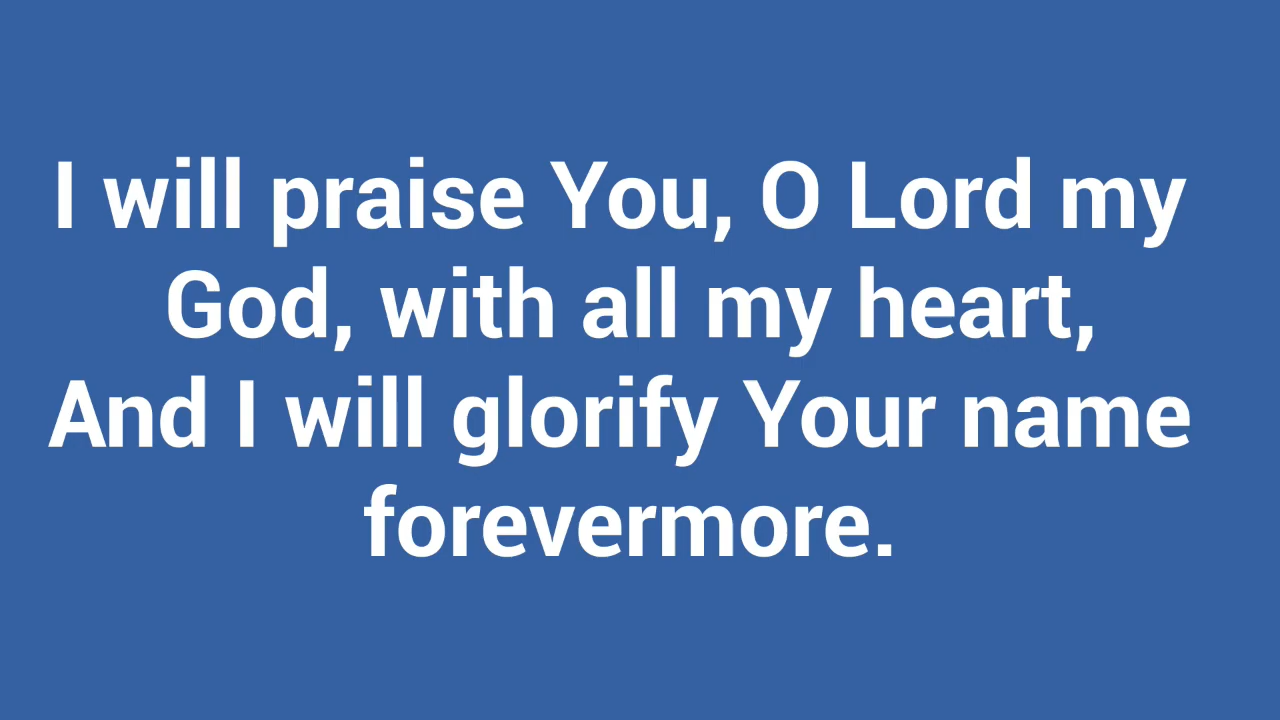 I will praise You, O Lord my
God, with all my heart,
And I will glorify Your name
forevermore.